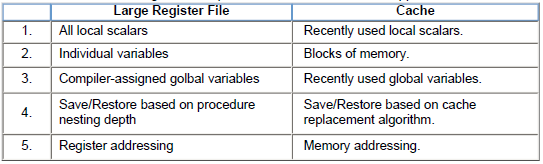 Large Register File Cache
1. All local scalars Recently used local scalars.
2. Individual variables Blocks of memory.
3. Compiler-assigned golbal variables Recently used global variables.
4. Save/Restore based on procedure nesting depth Save/Restore based on cache replacement algorithm.
5. Register addressing Memory addressing.